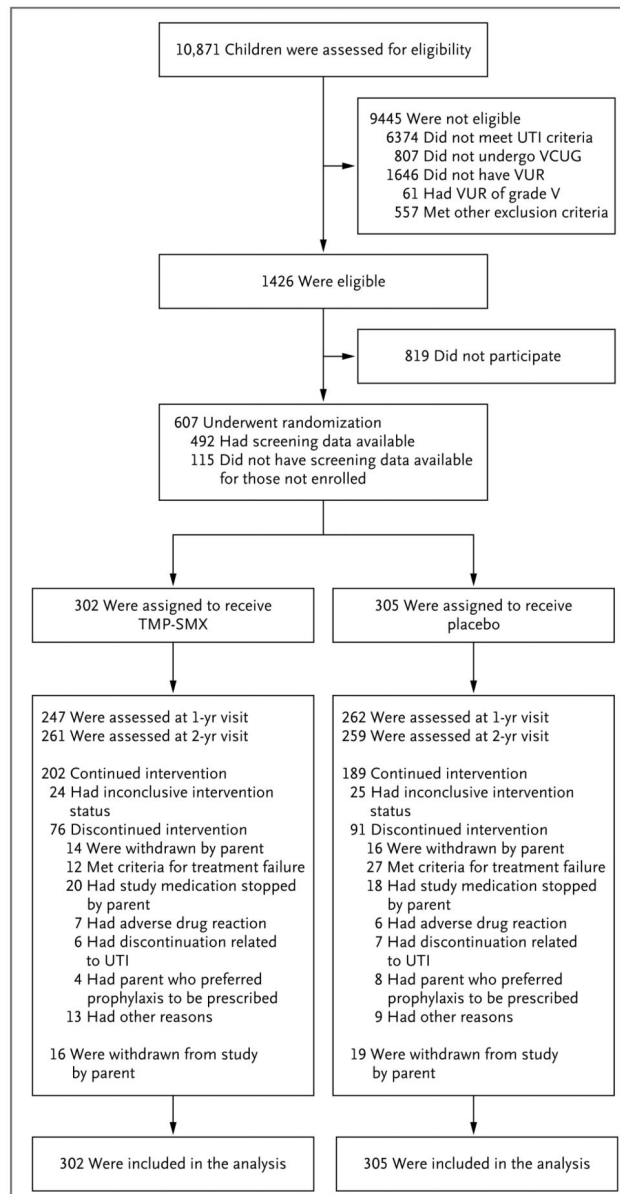 10,871 Children were assessed for eligibility
9445 Were not eligible
6374 Did not meet UTI criteria
807 Did not undergo VCUG
1646 Did not have VUR
61 Had VUR of grade V
557 Met other exclusion criteria
1426 Were eligible
819 Did not participate
607 Underwent randomization
492 Had screening data available
115 Did not have screening data available
for those not enrolled
302 Were assigned to receive
TMP-SMX
305 Were assigned to receive
placebo
247 Were assessed at 1-yr visit
261 Were assessed at 2-yr visit
202 Continued intervention
24 Had inconclusive intervention
status
76 Discontinued intervention
14 Were withdrawn by parent
12 Met criteria for treatment failure
20 Had study medication stopped
by parent
7 Had adverse drug reaction
6 Had discontinuation related
to UTI
4 Had parent who preferred
prophylaxis to be prescribed
13 Had other reasons
16 Were withdrawn from study
by parent
262 Were assessed at 1-yr visit
259 Were assessed at 2-yr visit
189 Continued intervention
25 Had inconclusive intervention
status
91 Discontinued intervention
16 Were withdrawn by parent
27 Met criteria for treatment failure
18 Had study medication stopped
by parent
6 Had adverse drug reaction
7 Had discontinuation related
to UTI
8 Had parent who preferred
prophylaxis to be prescribed
9 Had other reasons
19 Were withdrawn from study
by parent
302 Were included in the analysis
305 Were included in the analysis